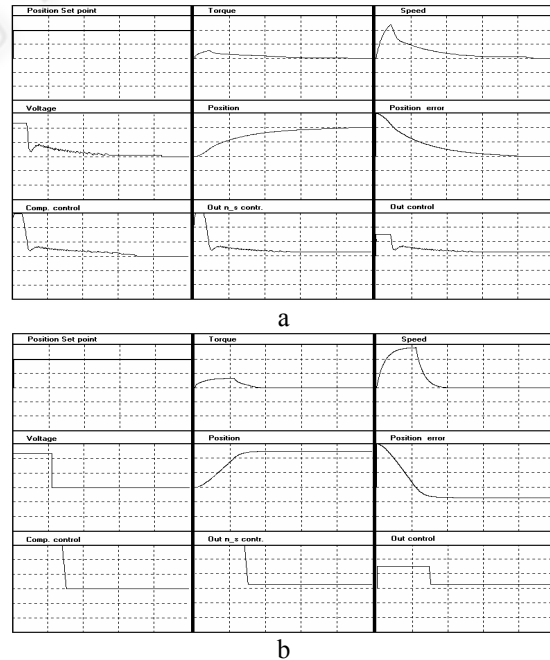 Position Set point Torque Speed
Voltage Position Position error
Comp. control Out n_s contr. Out control
a
Position Set point Torque Speed
Voltage Position Position error
Comp. control Out n_s contr. Out control
b